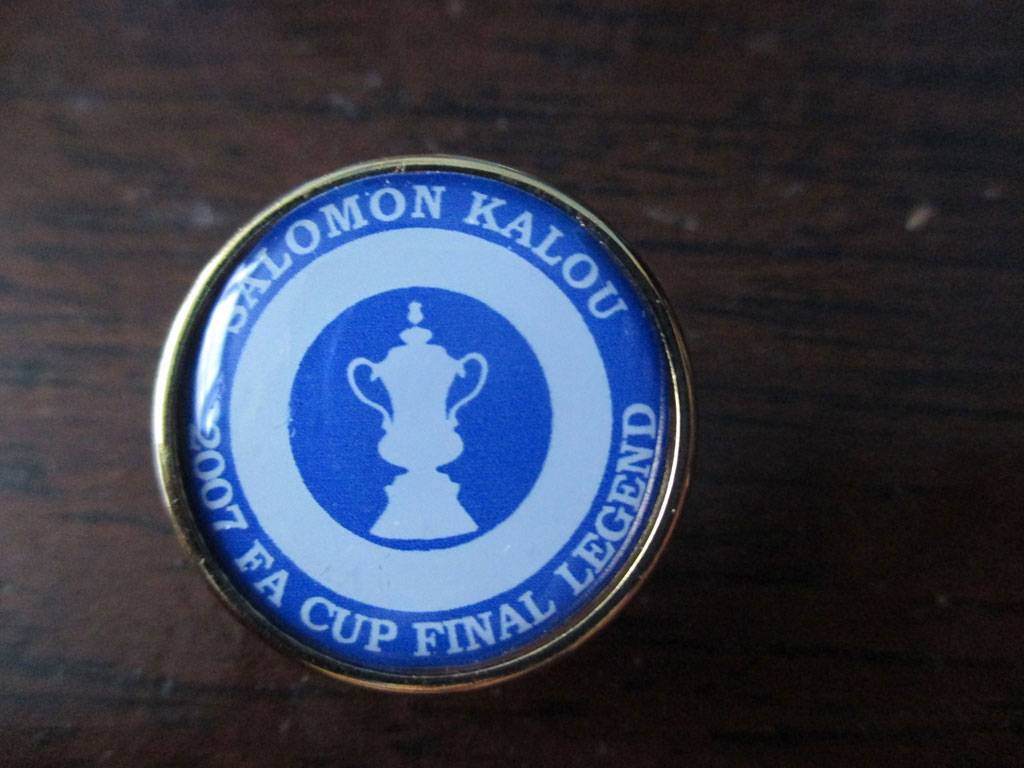 SALOMON KALOU
2007 FA CUP FINAL LEGEND